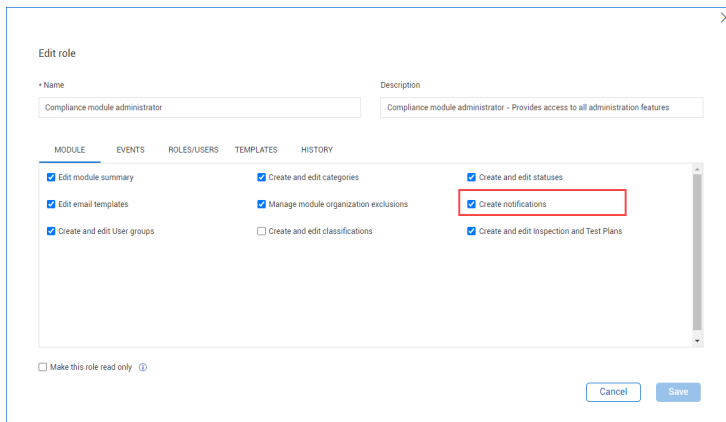 Edit role
* Name
Description
Compliance module administrator
Compliance module administrator - Provides access to all administration features
MODULE EVENTS ROLES/USERS TEMPLATES HISTORY
Edit module summary Create and edit categories Create and edit statuses
Edit email templates Manage module organization exclusions Create notifications
Create and edit User groups Create and edit classifications Create and edit Inspection and Test Plans
Make this role read only
Cancel Save